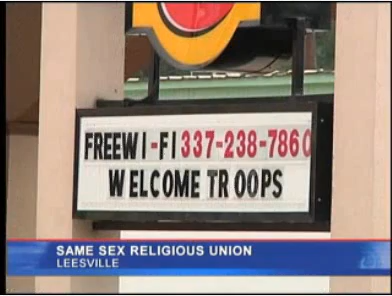 FREEWI-FI 337-238-7860
WELCOME TROOPS
SAME SEX RELIGIOUS UNION
LEESVILLE